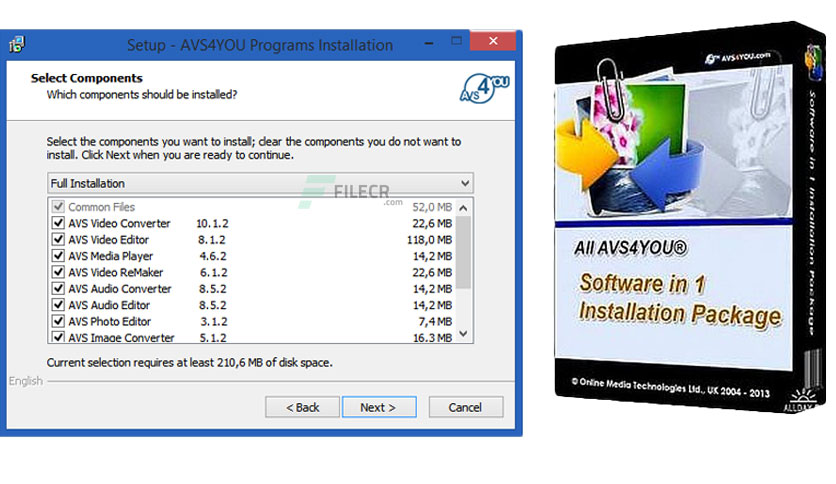 Setup - AVS4YOU Programs Installation
Select Components
Which components should be installed?
AVS4YOU
Select the components you want to install; clear the components you do not want to
install. Click Next when you are ready to continue.
Full Installation
FILECR
.com
Common Files 52,0 MB
AVS Video Converter 10.1.2 22,6 MB
AVS Video Editor 8.1.2 118,0 MB
AVS Media Player 4.6.2 14,2 MB
AVS Video ReMaker 6.1.2 22,6 MB
AVS Audio Converter 8.5.2 14,2 MB
AVS Audio Editor 8.5.2 14,2 MB
AVS Photo Editor 3.1.2 7,4 MB
AVS Image Converter 5.1.2 16.3 MB
Current selection requires at least 210,6 MB of disk space.
English
< Back Next > Cancel
AVS4YOU.com
All AVS4YOU®
Software in 1
Installation Package
© Online Media Technologies Ltd., UK 2004 - 2013
Software in 1 Installation Package